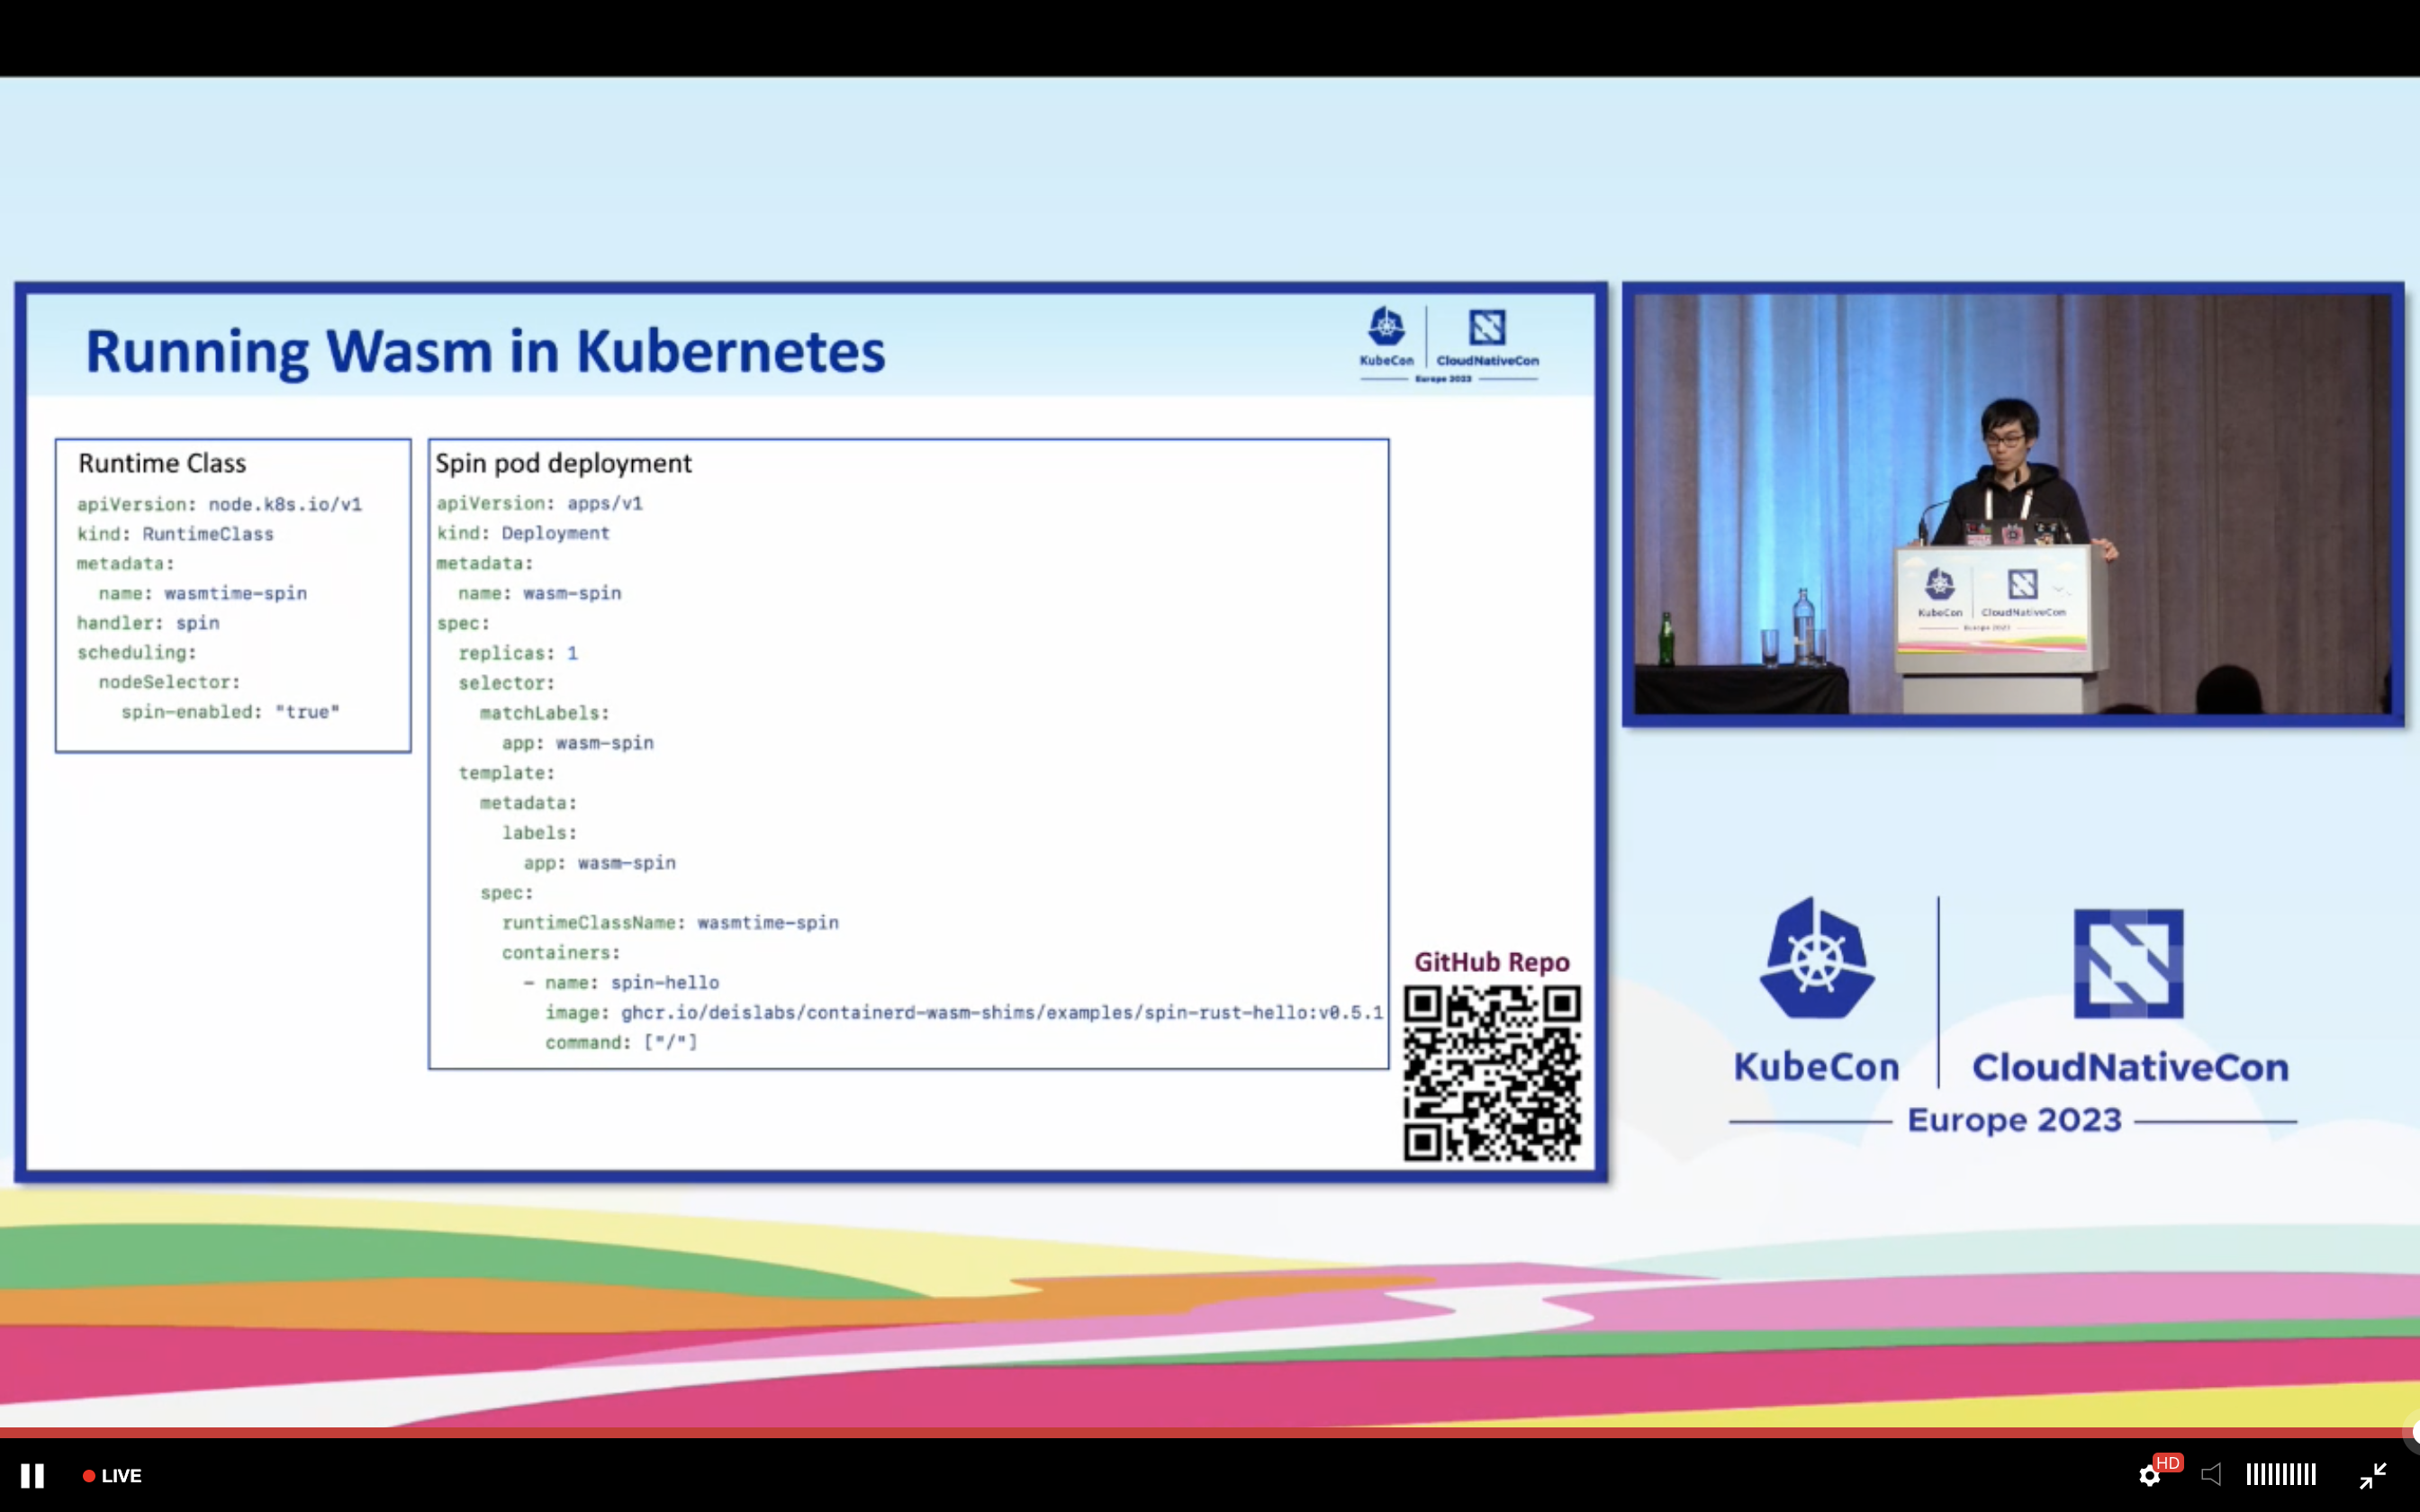 Running Wasm in Kubernetes
KubeCon
CloudNativeCon
Europe 2023
Runtime Class
apiVersion: node.k8s.io/v1
kind: RuntimeClass
metadata:
  name: wasmtime-spin
handler: spin
scheduling:
  nodeSelector:
    spin-enabled: "true"
Spin pod deployment
apiVersion: apps/v1
kind: Deployment
metadata:
  name: wasm-spin
spec:
  replicas: 1
  selector:
    matchLabels:
      app: wasm-spin
  template:
    metadata:
      labels:
        app: wasm-spin
    spec:
      runtimeClassName: wasmtime-spin
      containers:
        - name: spin-hello
          image: ghcr.io/deislabs/containerd-wasm-shims/examples/spin-rust-hello:v0.5.1
          command: ["/"]
GitHub Repo
KubeCon
CloudNativeCon
Europe 2023
KubeCon
CloudNativeCon
Europe 2023
LIVE
HD